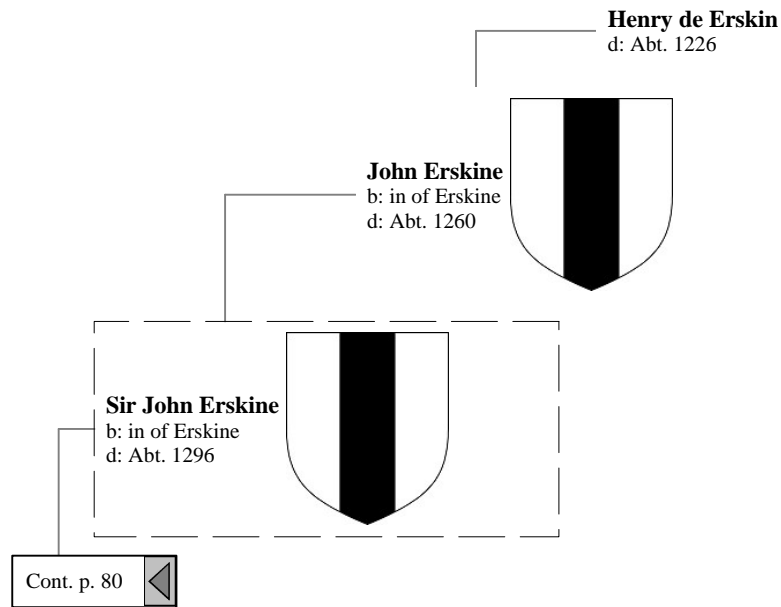 Henry de Erskin
d: Abt. 1226
John Erskine
b: in of Erskine
d: Abt. 1260
Sir John Erskine
b: in of Erskine
d: Abt. 1296
Cont. p. 80